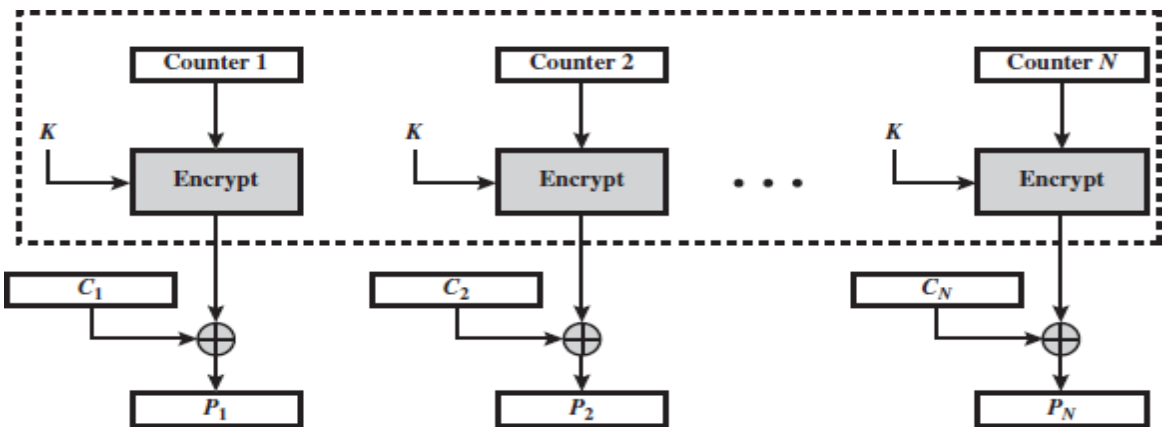 Counter 1 Counter 2 Counter N
K K K
Encrypt Encrypt • • • Encrypt
C1 C2 CN
P1 P2 PN